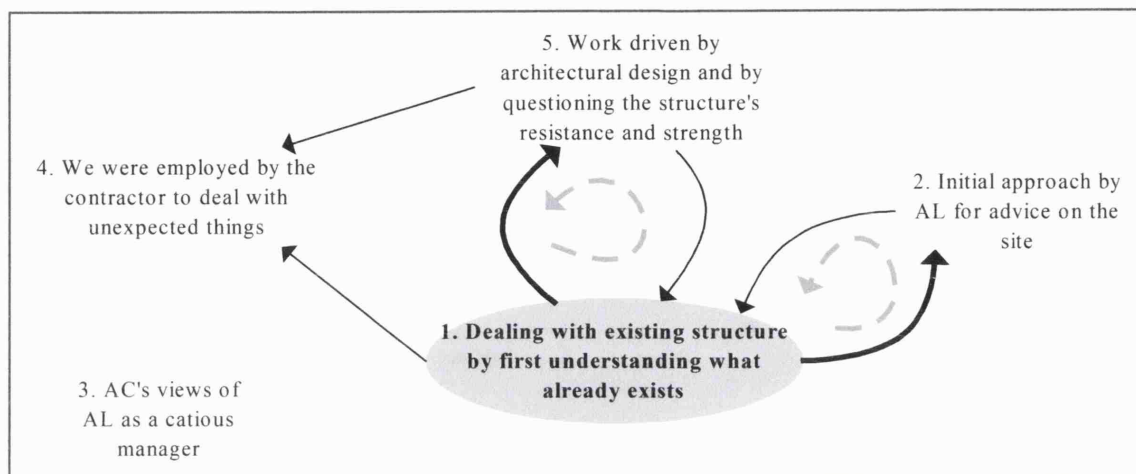 5. Work driven by
architectural design and by
questioning the structure's
resistance and strength
4. We were employed by the
contractor to deal with
unexpected things
2. Initial approach by
AL for advice on the
site
1. Dealing with existing structure
by first understanding what
already exists
3. AC's views of
AL as a catious
manager